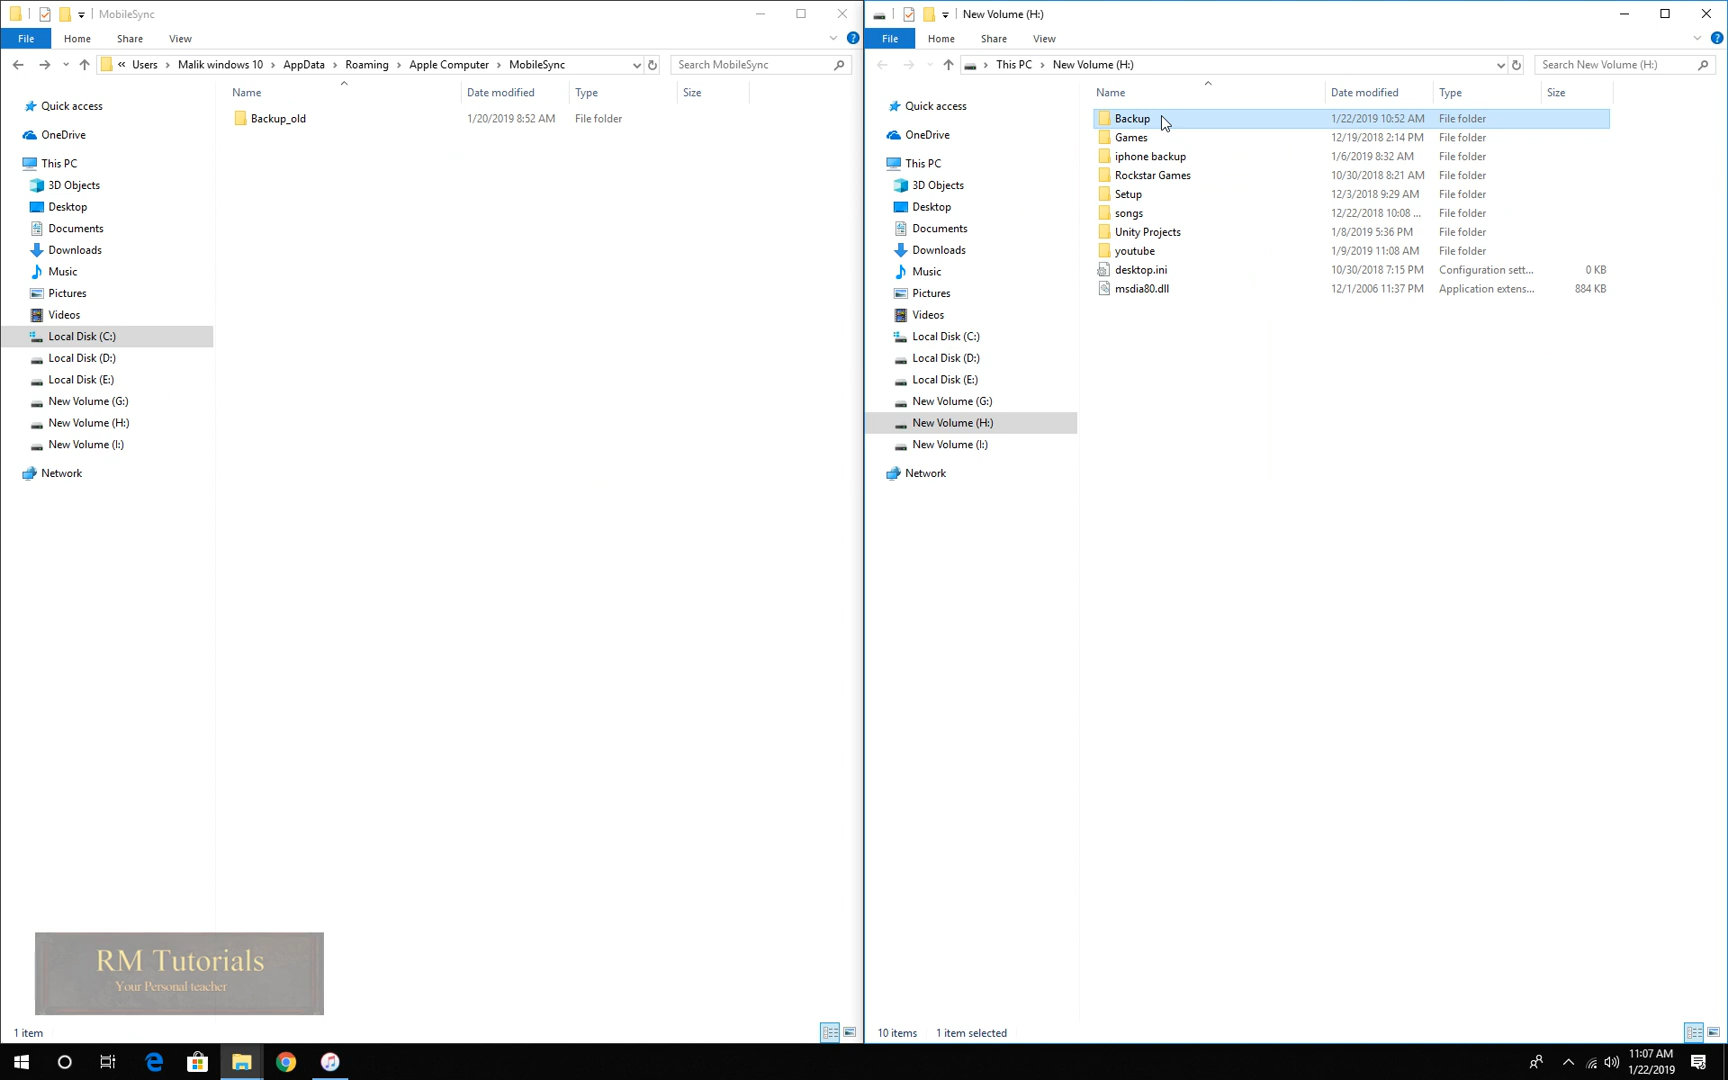 MobileSync
File Home Share View
« Users › Malik windows 10 › AppData › Roaming › Apple Computer › MobileSync
Search MobileSync
Name Date modified Type Size
Quick access
OneDrive
This PC
3D Objects
Desktop
Documents
Downloads
Music
Pictures
Videos
Local Disk (C:)
Local Disk (D:)
Local Disk (E:)
New Volume (G:)
New Volume (H:)
New Volume (I:)
Network
Backup_old 1/20/2019 8:52 AM File folder
RM Tutorials
Your Personal teacher
1 item
New Volume (H:)
File Home Share View
› This PC › New Volume (H:)
Search New Volume (H:)
Name Date modified Type Size
Quick access
OneDrive
This PC
3D Objects
Desktop
Documents
Downloads
Music
Pictures
Videos
Local Disk (C:)
Local Disk (D:)
Local Disk (E:)
New Volume (G:)
New Volume (H:)
New Volume (I:)
Network
Backup 1/22/2019 10:52 AM File folder
Games 12/19/2018 2:14 PM File folder
iphone backup 1/6/2019 8:32 AM File folder
Rockstar Games 10/30/2018 8:21 AM File folder
Setup 12/3/2018 9:29 AM File folder
songs 12/22/2018 10:08 ... File folder
Unity Projects 1/8/2019 5:36 PM File folder
youtube 1/9/2019 11:08 AM File folder
desktop.ini 10/30/2018 7:15 PM Configuration sett... 0 KB
msdia80.dll 12/1/2006 11:37 PM Application extens... 884 KB
10 items 1 item selected
11:07 AM
1/22/2019